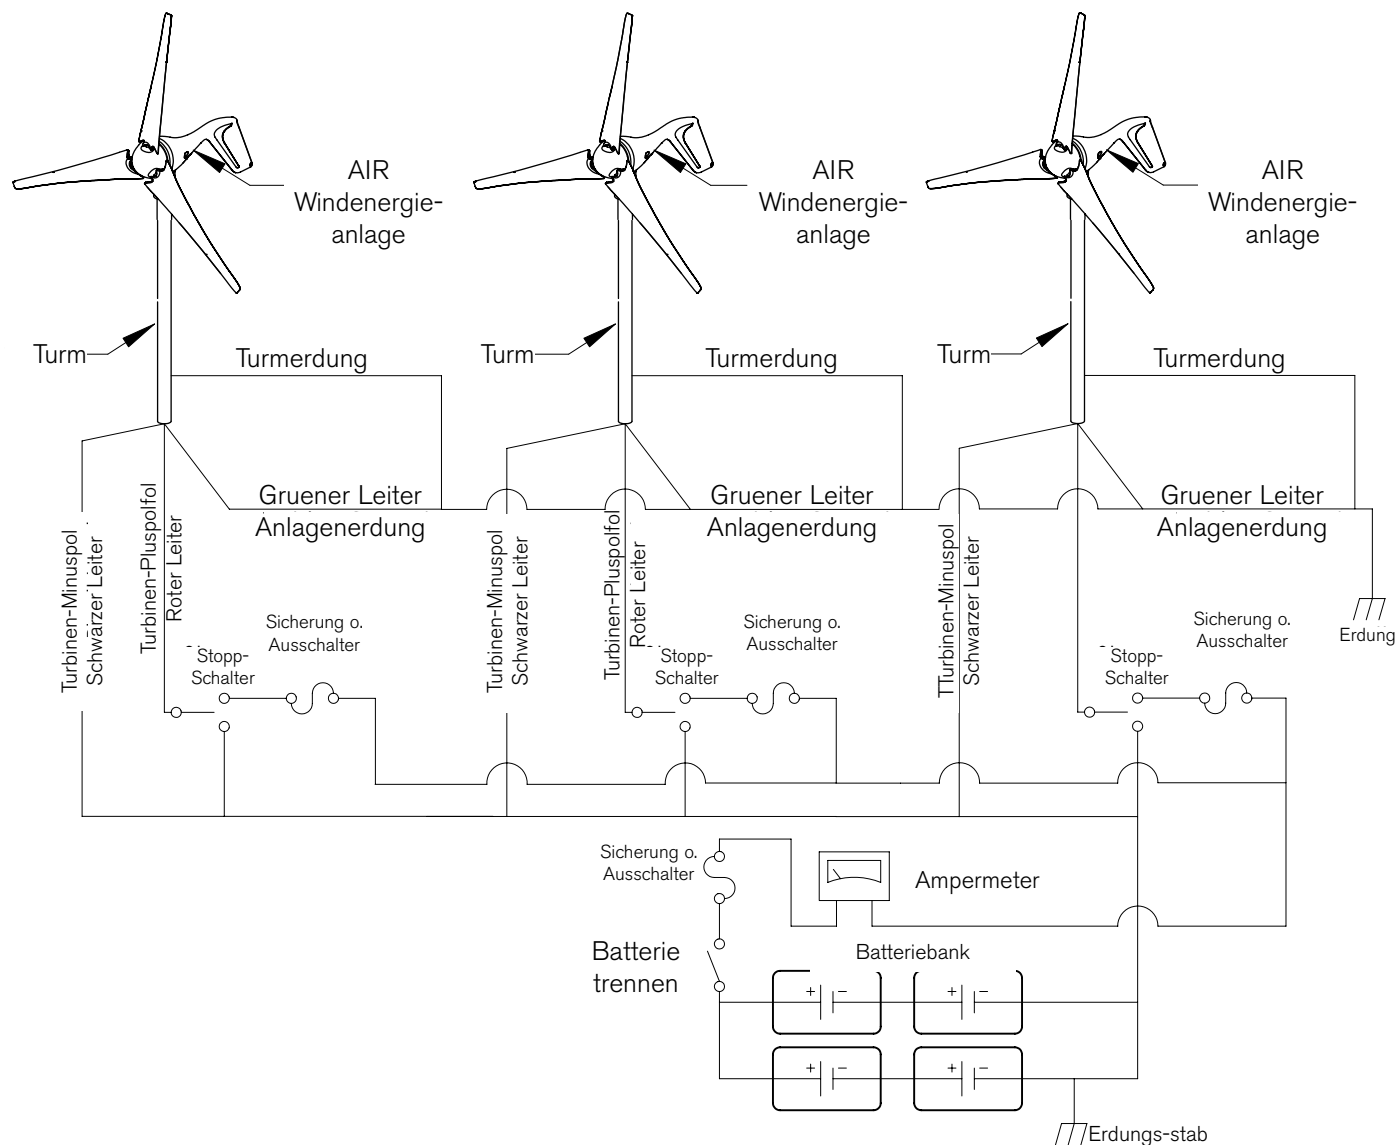 AIR
Windenergie-
anlage
AIR
Windenergie-
anlage
AIR
Windenergie-
anlage
Turm
Turmerdung
Turm
Turmerdung
Turm
Turmerdung
Gruener Leiter
Anlagenerdung
Gruener Leiter
Anlagenerdung
Gruener Leiter
Anlagenerdung
Turbinen-Minuspol
Schwarzer Leiter
Turbinen-Pluspolfol
Roter Leiter
Turbinen-Minuspol
Schwarzer Leiter
Turbinen-Pluspolfol
Roter Leiter
TTurbinen-Minuspol
Schwarzer Leiter
Erdung
Sicherung o.
Ausschalter
Stopp-
Schalter
Sicherung o.
Ausschalter
Stopp-
Schalter
Sicherung o.
Ausschalter
Stopp-
Schalter
Sicherung o.
Ausschalter
Ampermeter
Batterie
trennen
Batteriebank
+ − + −
+ − + −
Erdungs-stab